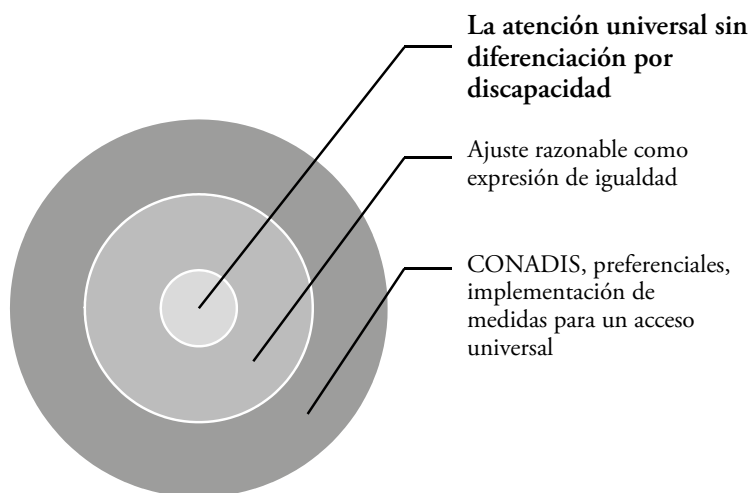 La atención universal sin
diferenciación por
discapacidad
Ajuste razonable como
expresión de igualdad
CONADIS, preferenciales,
implementación de
medidas para un acceso
universal